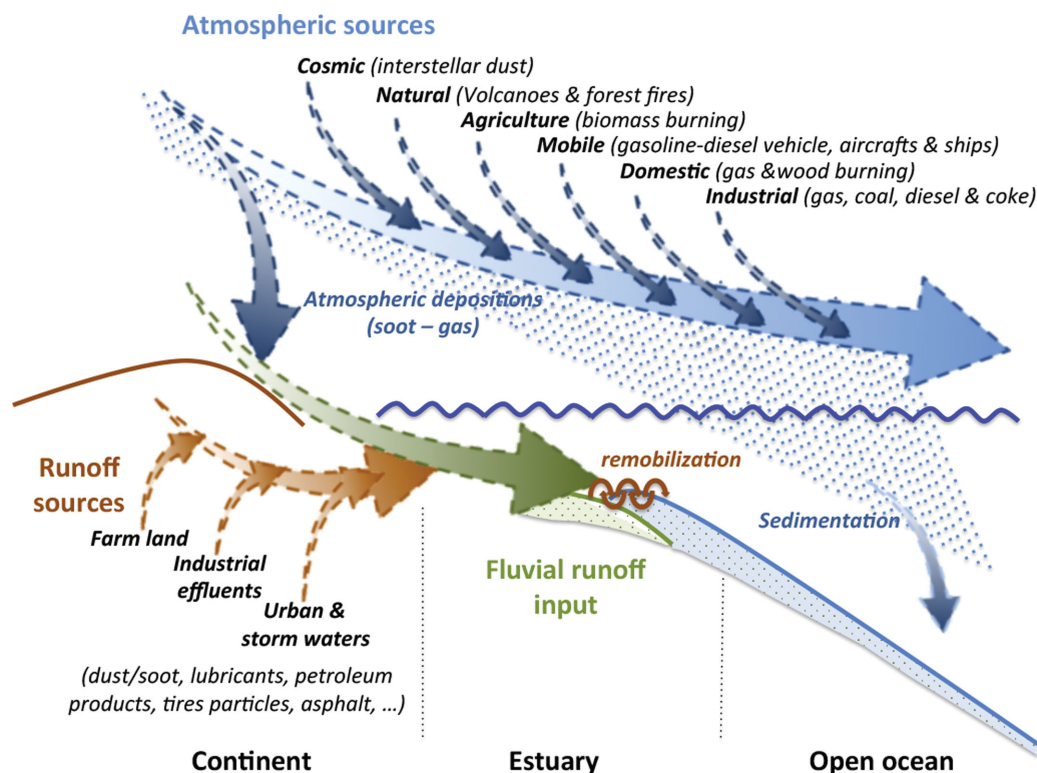 Atmospheric sources
Cosmic (interstellar dust)
Natural (Volcanoes & forest fires)
Agriculture (biomass burning)
Mobile (gasoline-diesel vehicle, aircrafts & ships)
Domestic (gas &wood burning)
Industrial (gas, coal, diesel & coke)
Atmospheric depositions
(soot – gas)
Runoff
sources
remobilization
Sedimentation
Farm land
Industrial
effluents
Urban &
storm waters
(dust/soot, lubricants, petroleum
products, tires particles, asphalt, ...)
Fluvial runoff
input
Continent
Estuary
Open ocean